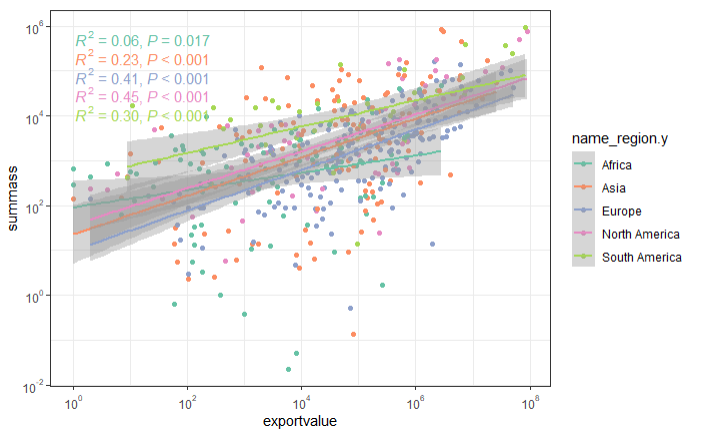 10⁶
R² = 0.06, P = 0.017
R² = 0.23, P < 0.001
R² = 0.41, P < 0.001
R² = 0.45, P < 0.001
R² = 0.30, P < 0.001
10⁴
10²
10⁰
10⁻²
summass
10⁰ 10² 10⁴ 10⁶ 10⁸
exportvalue
name_region.y
Africa
Asia
Europe
North America
South America